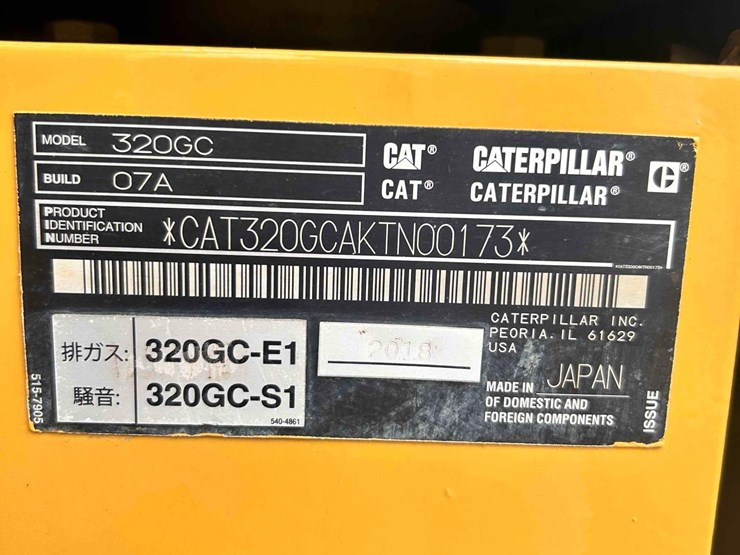 MODEL 320GC
BUILD 07A
CAT® CATERPILLAR® C®
CAT® CATERPILLAR®
PRODUCT IDENTIFICATION NUMBER *CAT320GCAKTN00173*
*CAT320GCAKTN00173*
CATERPILLAR INC.
PEORIA. IL 61629
USA
排ガス: 320GC-E1
騒音: 320GC-S1
540-4861
2018
MADE IN JAPAN
OF DOMESTIC AND
FOREIGN COMPONENTS
515-7905
ISSUE